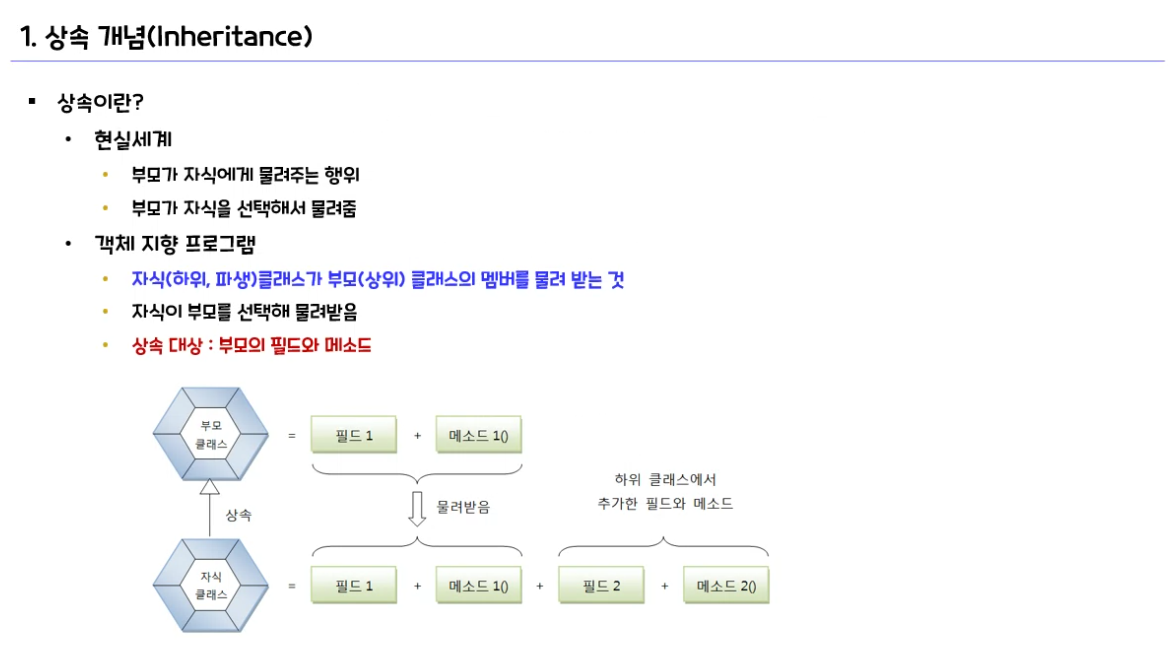 1. 상속 개념(Inheritance)
▪ 상속이란?
• 현실세계
• 부모가 자식에게 물려주는 행위
• 부모가 자식을 선택해서 물려줌
• 객체 지향 프로그램
• 자식(하위, 파생)클래스가 부모(상위) 클래스의 멤버를 물려 받는 것
• 자식이 부모를 선택해 물려받음
• 상속 대상 : 부모의 필드와 메소드
부모
클래스
= 필드 1 + 메소드 1()
하위 클래스에서
추가한 필드와 메소드
상속
물려받음
자식
클래스
= 필드 1 + 메소드 1() + 필드 2 + 메소드 2()